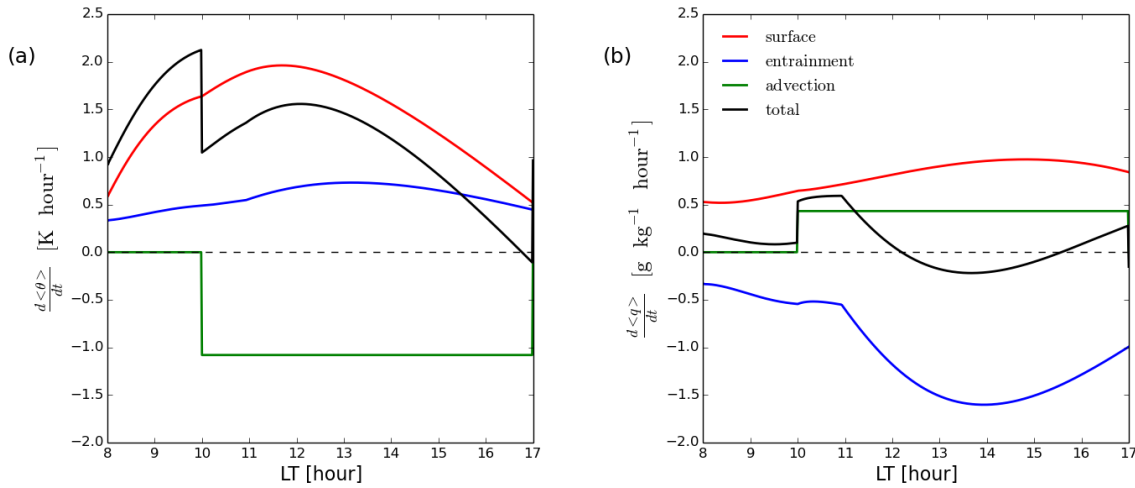 (a)
2.5
2.0
1.5
1.0
0.5
0.0
−0.5
−1.0
−1.5
−2.0
8 9 10 11 12 13 14 15 16 17
LT [hour]
d<θ>/dt [K hour⁻¹]
(b)
2.5
2.0
1.5
1.0
0.5
0.0
−0.5
−1.0
−1.5
−2.0
8 9 10 11 12 13 14 15 16 17
LT [hour]
d<q>/dt [g kg⁻¹ hour⁻¹]
surface
entrainment
advection
total